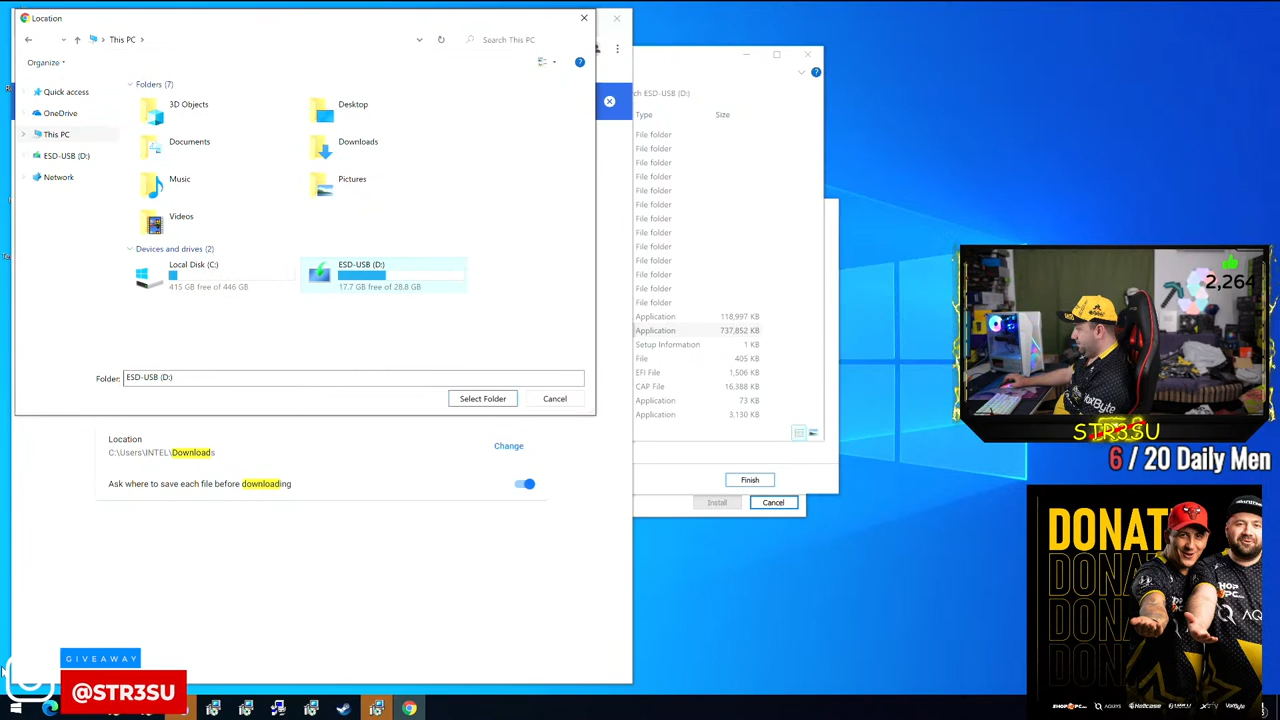 Location
This PC
Search This PC
Organize
Quick access
OneDrive
This PC
ESD-USB (D:)
Network
Folders (7)
3D Objects
Desktop
Documents
Downloads
Music
Pictures
Videos
Devices and drives (2)
Local Disk (C:)
415 GB free of 446 GB
ESD-USB (D:)
17.7 GB free of 28.8 GB
Folder: ESD-USB (D:)
Select Folder
Cancel
Location
C:\Users\INTEL\Downloads
Change
Ask where to save each file before downloading
ch ESD-USB (D:)
Type Size
File folder
File folder
File folder
File folder
File folder
File folder
File folder
File folder
File folder
File folder
File folder
File folder
File folder
Application 118,997 KB
Application 737,852 KB
Setup Information 1 KB
File 405 KB
EFI File 1,506 KB
CAP File 16,388 KB
Application 73 KB
Application 3,130 KB
Finish
Install
Cancel
2,264
STR3SU
6 / 20 Daily Men
DONAT
DONA
DONA
DON
DON
GIVEAWAY
@STR3SU